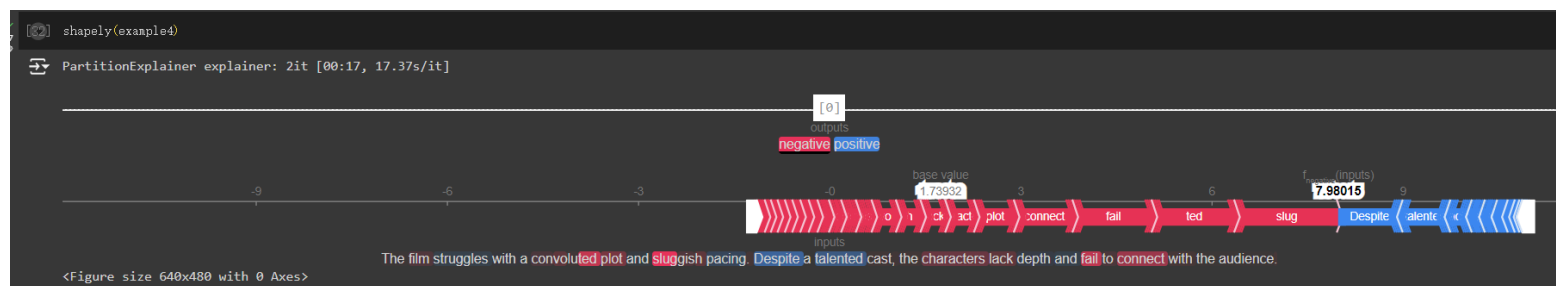 [32] shapely(example4)
PartitionExplainer explainer: 2it [00:17, 17.37s/it]
[0]
outputs
negative positive
base value f (inputs)
-9 -6 -3 -0 1.73932 3 6 7.98015 9
o ck act plot connect fail ted slug Despite talente
inputs
The film struggles with a convoluted plot and sluggish pacing. Despite a talented cast, the characters lack depth and fail to connect with the audience.
<Figure size 640x480 with 0 Axes>